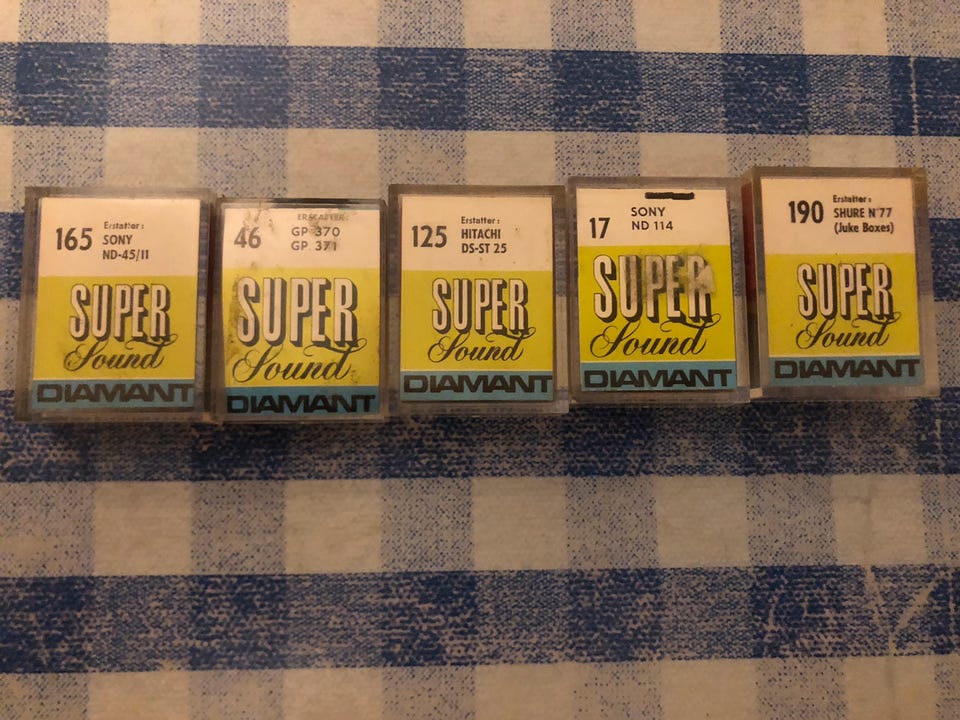 165
Erstatter:
SONY
ND-45/II
SUPER
Sound
DIAMANT
46
ERSTATTER:
GP 370
GP 371
SUPER
Sound
DIAMANT
125
Erstatter:
HITACHI
DS-ST 25
SUPER
Sound
DIAMANT
17
SONY
ND 114
SUPER
Sound
DIAMANT
190
Erstatter:
SHURE N 77
(Juke Boxes)
SUPER
Sound
DIAMANT